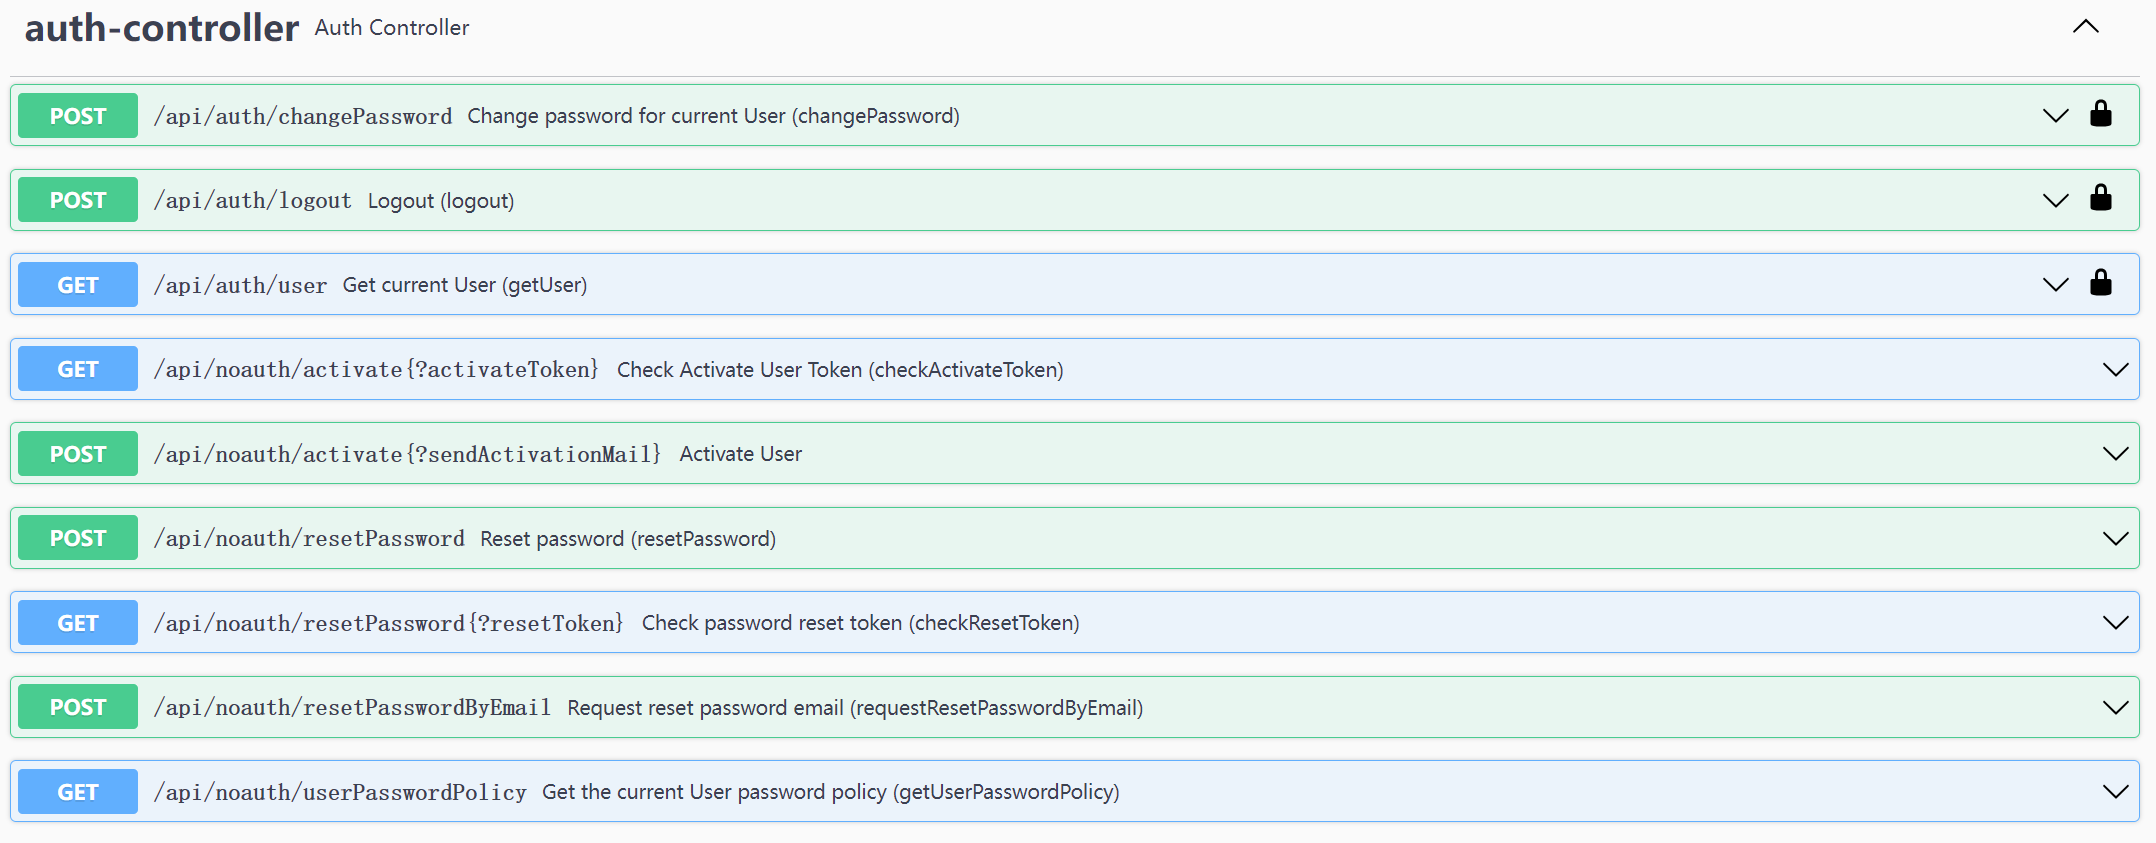 auth-controller Auth Controller
POST /api/auth/changePassword Change password for current User (changePassword)
POST /api/auth/logout Logout (logout)
GET /api/auth/user Get current User (getUser)
GET /api/noauth/activate{?activateToken} Check Activate User Token (checkActivateToken)
POST /api/noauth/activate{?sendActivationMail} Activate User
POST /api/noauth/resetPassword Reset password (resetPassword)
GET /api/noauth/resetPassword{?resetToken} Check password reset token (checkResetToken)
POST /api/noauth/resetPasswordByEmail Request reset password email (requestResetPasswordByEmail)
GET /api/noauth/userPasswordPolicy Get the current User password policy (getUserPasswordPolicy)